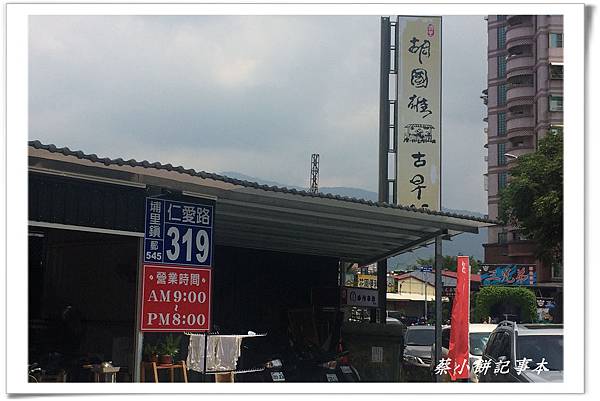 胡國雄
古早
仁愛路
埔里鎮
郵
545
319
營業時間
AM9:00
~
PM8:00
蔡小餅記事本